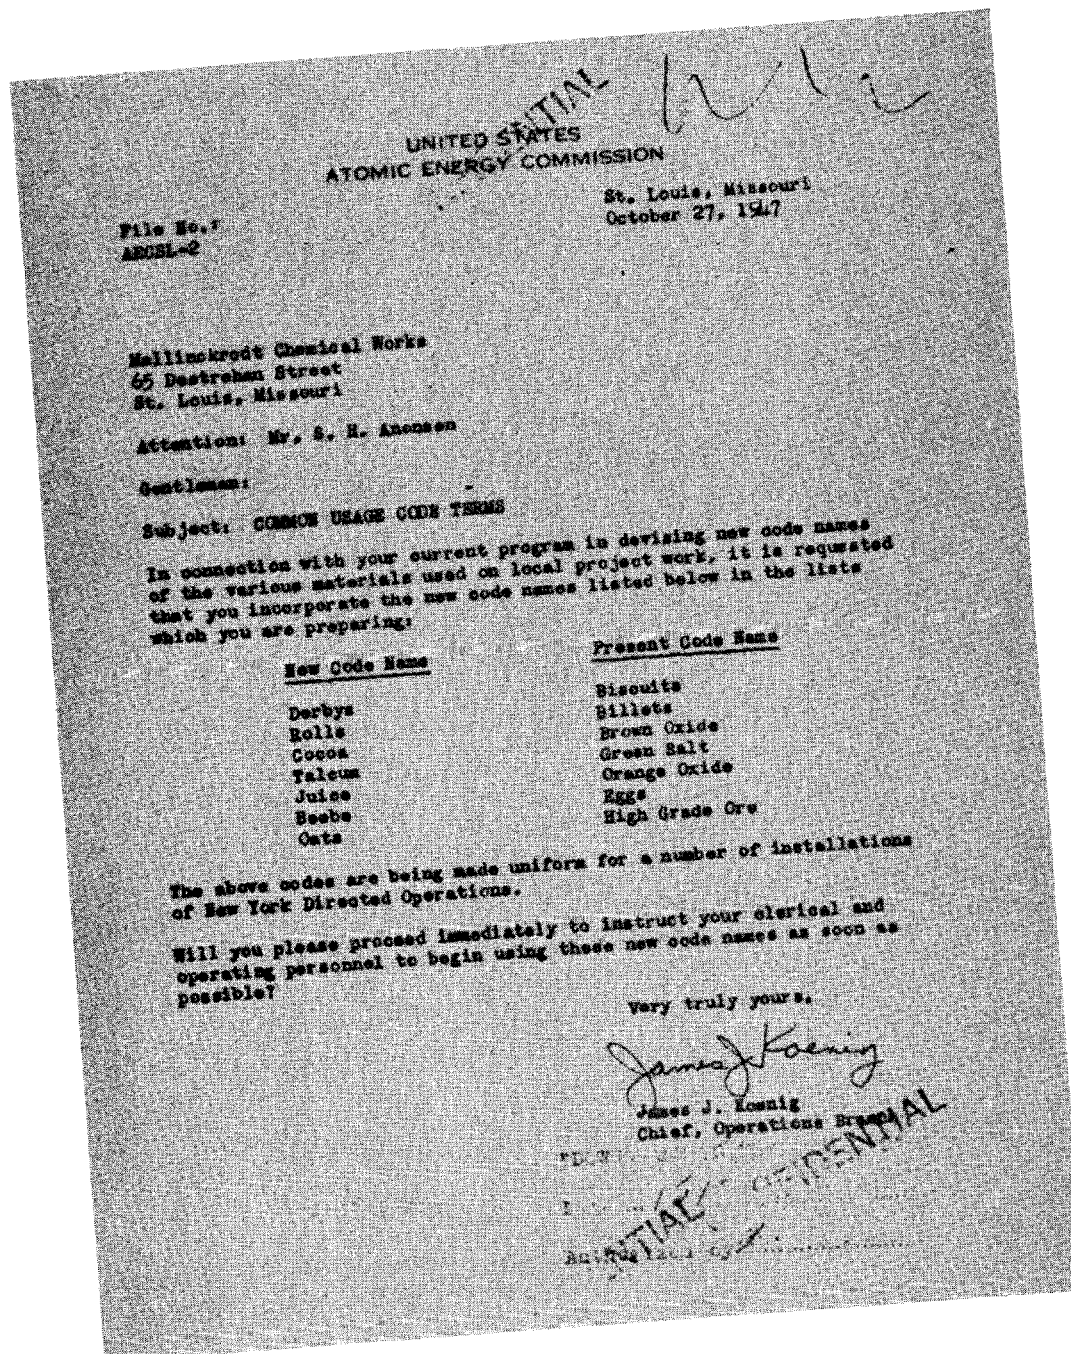 UNITED STATES
ATOMIC ENERGY COMMISSION
St. Louis, Missouri
October 27, 1947
File No.:
AECSL-2
Mallinckrodt Chemical Works
65 Destrehan Street
St. Louis, Missouri
Attention: Mr. S. H. Anonsen
Gentlemen:
Subject: COMMON USAGE CODE TERMS
In connection with your current program in devising new code names
of the various materials used on local project work, it is requested
that you incorporate the new code names listed below in the lists
which you are preparing:
New Code Name Present Code Name
Derbys Biscuits
Rolls Billets
Cocoa Brown Oxide
Talcum Green Salt
Juice Orange Oxide
Beebe Eggs
Oats High Grade Ore
The above codes are being made uniform for a number of installations
of New York Directed Operations.
Will you please proceed immediately to instruct your clerical and
operating personnel to begin using these new code names as soon as
possible?
Very truly yours,
James J. Koenig
James J. Koenig
Chief, Operations Branch